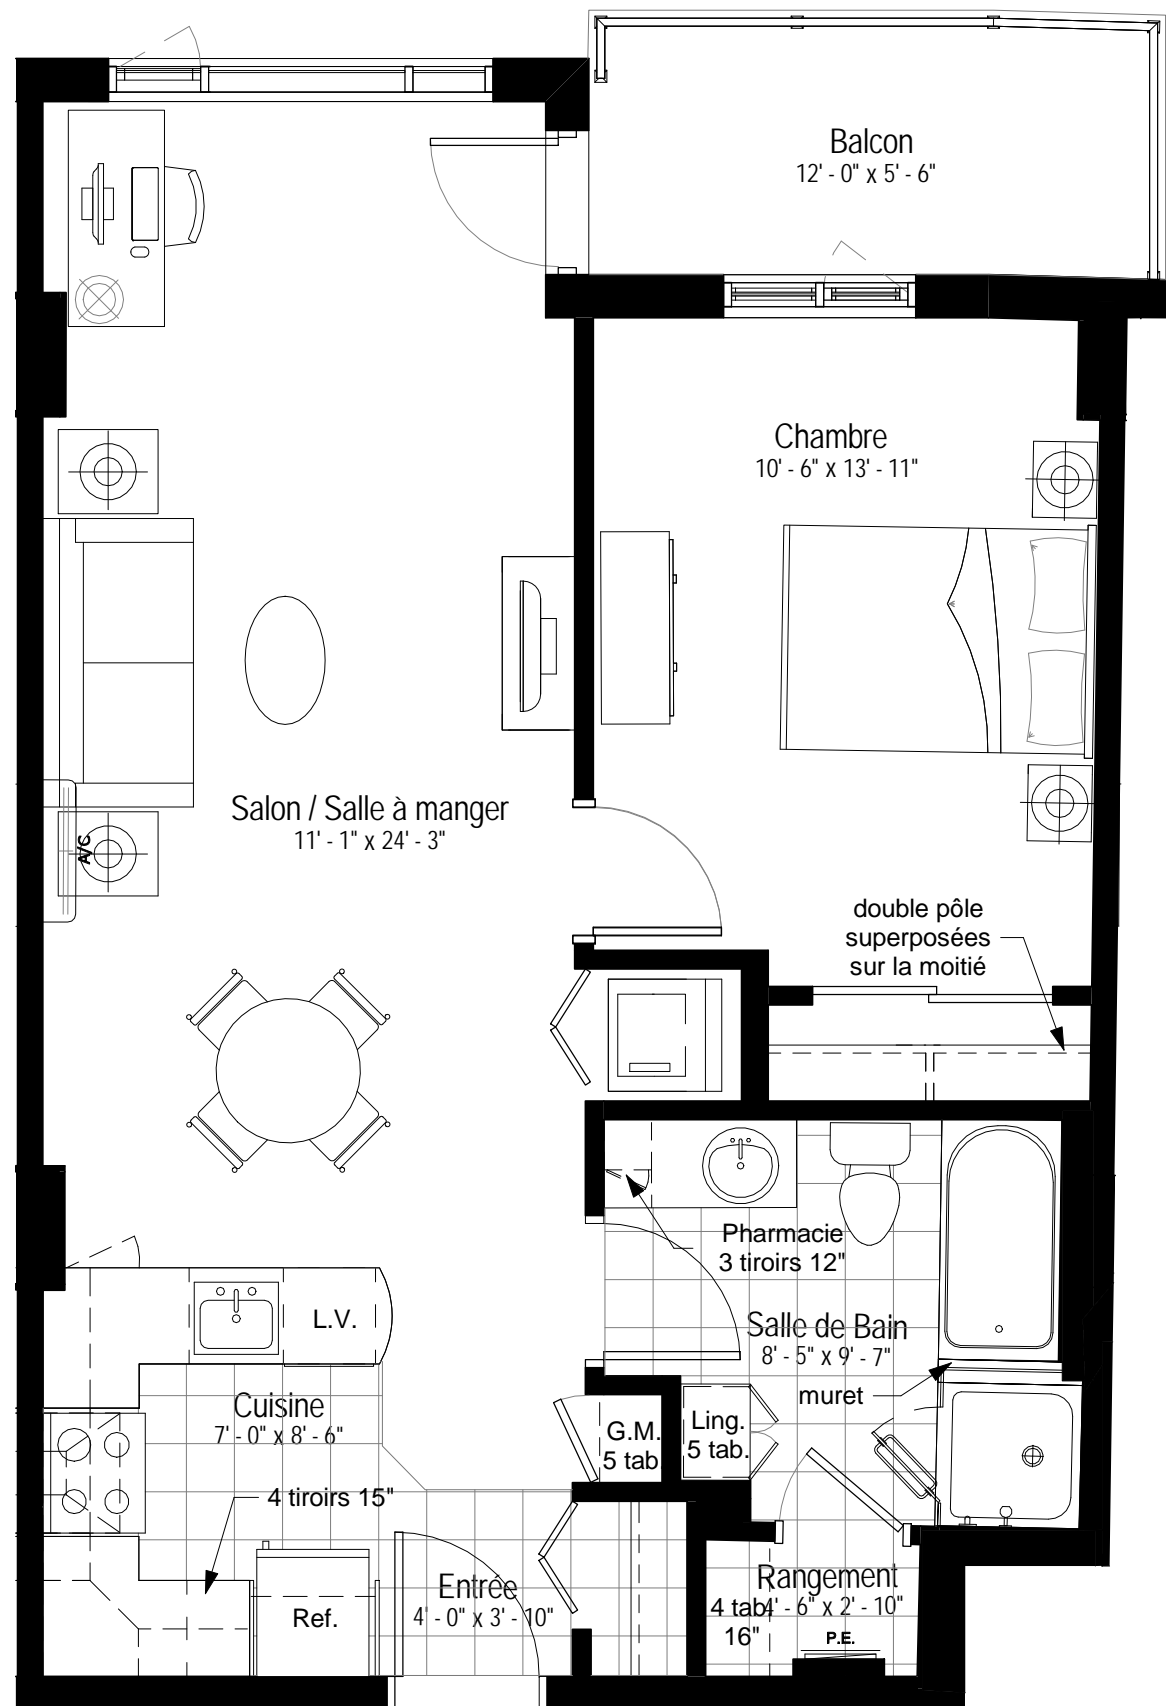 Balcon
12' - 0" x 5' - 6"
Chambre
10' - 6" x 13' - 11"
Salon / Salle à manger
11' - 1" x 24' - 3"
A/C
double pôle
superposées
sur la moitié
Pharmacie
3 tiroirs 12"
L.V.
Salle de Bain
8' - 5" x 9' - 7"
muret
Cuisine
7' - 0" x 8' - 6"
G.M.
5 tab.
Ling.
5 tab.
4 tiroirs 15"
Entrée
4' - 0" x 3' - 10"
Ref.
Rangement
4' - 6" x 2' - 10"
4 tab.
16"
P.E.